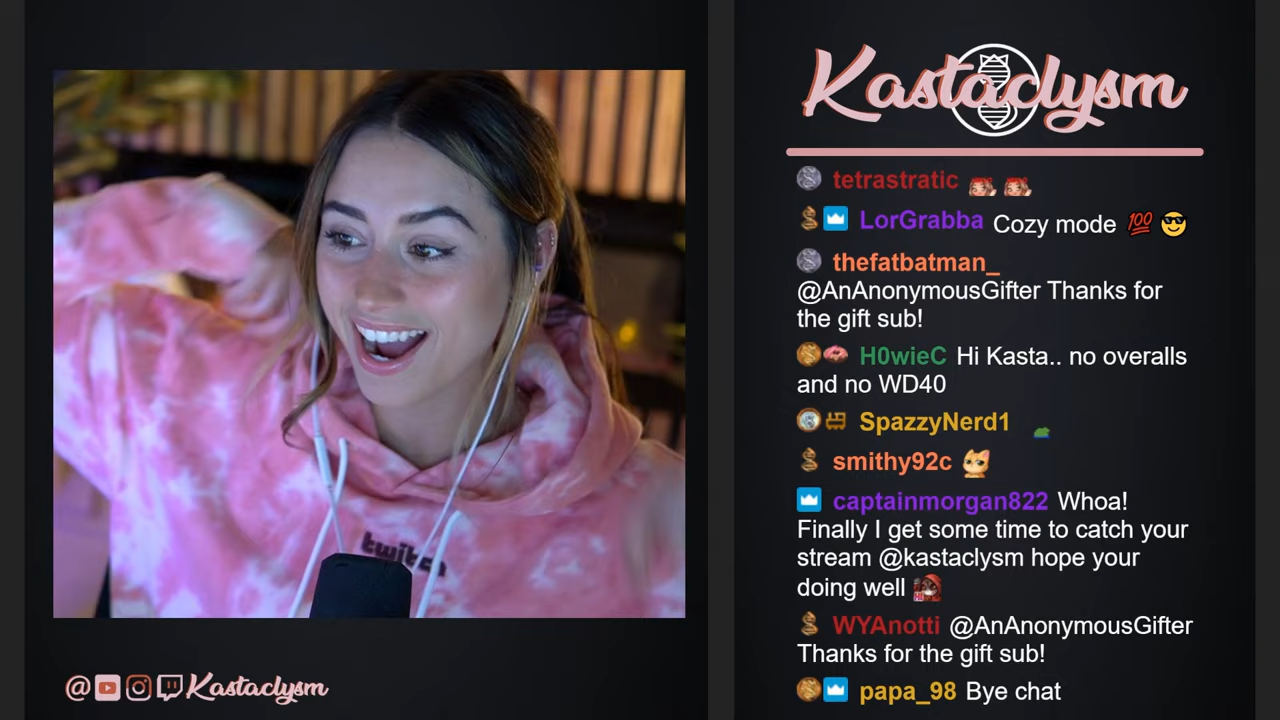 Kastaclysm
tetrastratic
LorGrabba Cozy mode 💯 😎
thefatbatman_
@AnAnonymousGifter Thanks for
the gift sub!
H0wieC Hi Kasta.. no overalls
and no WD40
SpazzyNerd1
smithy92c
captainmorgan822 Whoa!
Finally I get some time to catch your
stream @kastaclysm hope your
doing well
WYAnotti @AnAnonymousGifter
Thanks for the gift sub!
papa_98 Bye chat
twitch
@ Kastaclysm